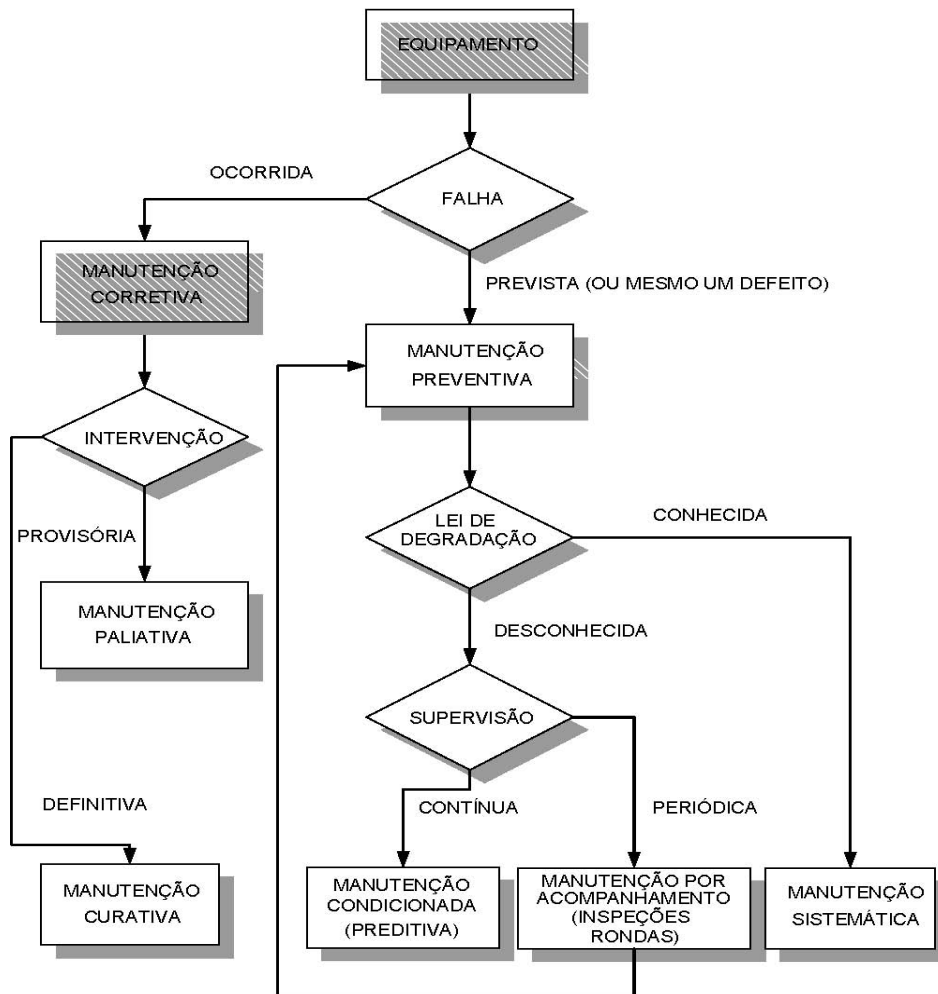 EQUIPAMENTO
OCORRIDA
FALHA
MANUTENÇÃO
CORRETIVA
PREVISTA (OU MESMO UM DEFEITO)
MANUTENÇÃO
PREVENTIVA
INTERVENÇÃO
LEI DE
DEGRADAÇÃO
CONHECIDA
PROVISÓRIA
MANUTENÇÃO
PALIATIVA
DESCONHECIDA
SUPERVISÃO
DEFINITIVA
CONTÍNUA
PERIÓDICA
MANUTENÇÃO
CURATIVA
MANUTENÇÃO
CONDICIONADA
(PREDITIVA)
MANUTENÇÃO POR
ACOMPANHAMENTO
(INSPEÇÕES
RONDAS)
MANUTENÇÃO
SISTEMÁTICA